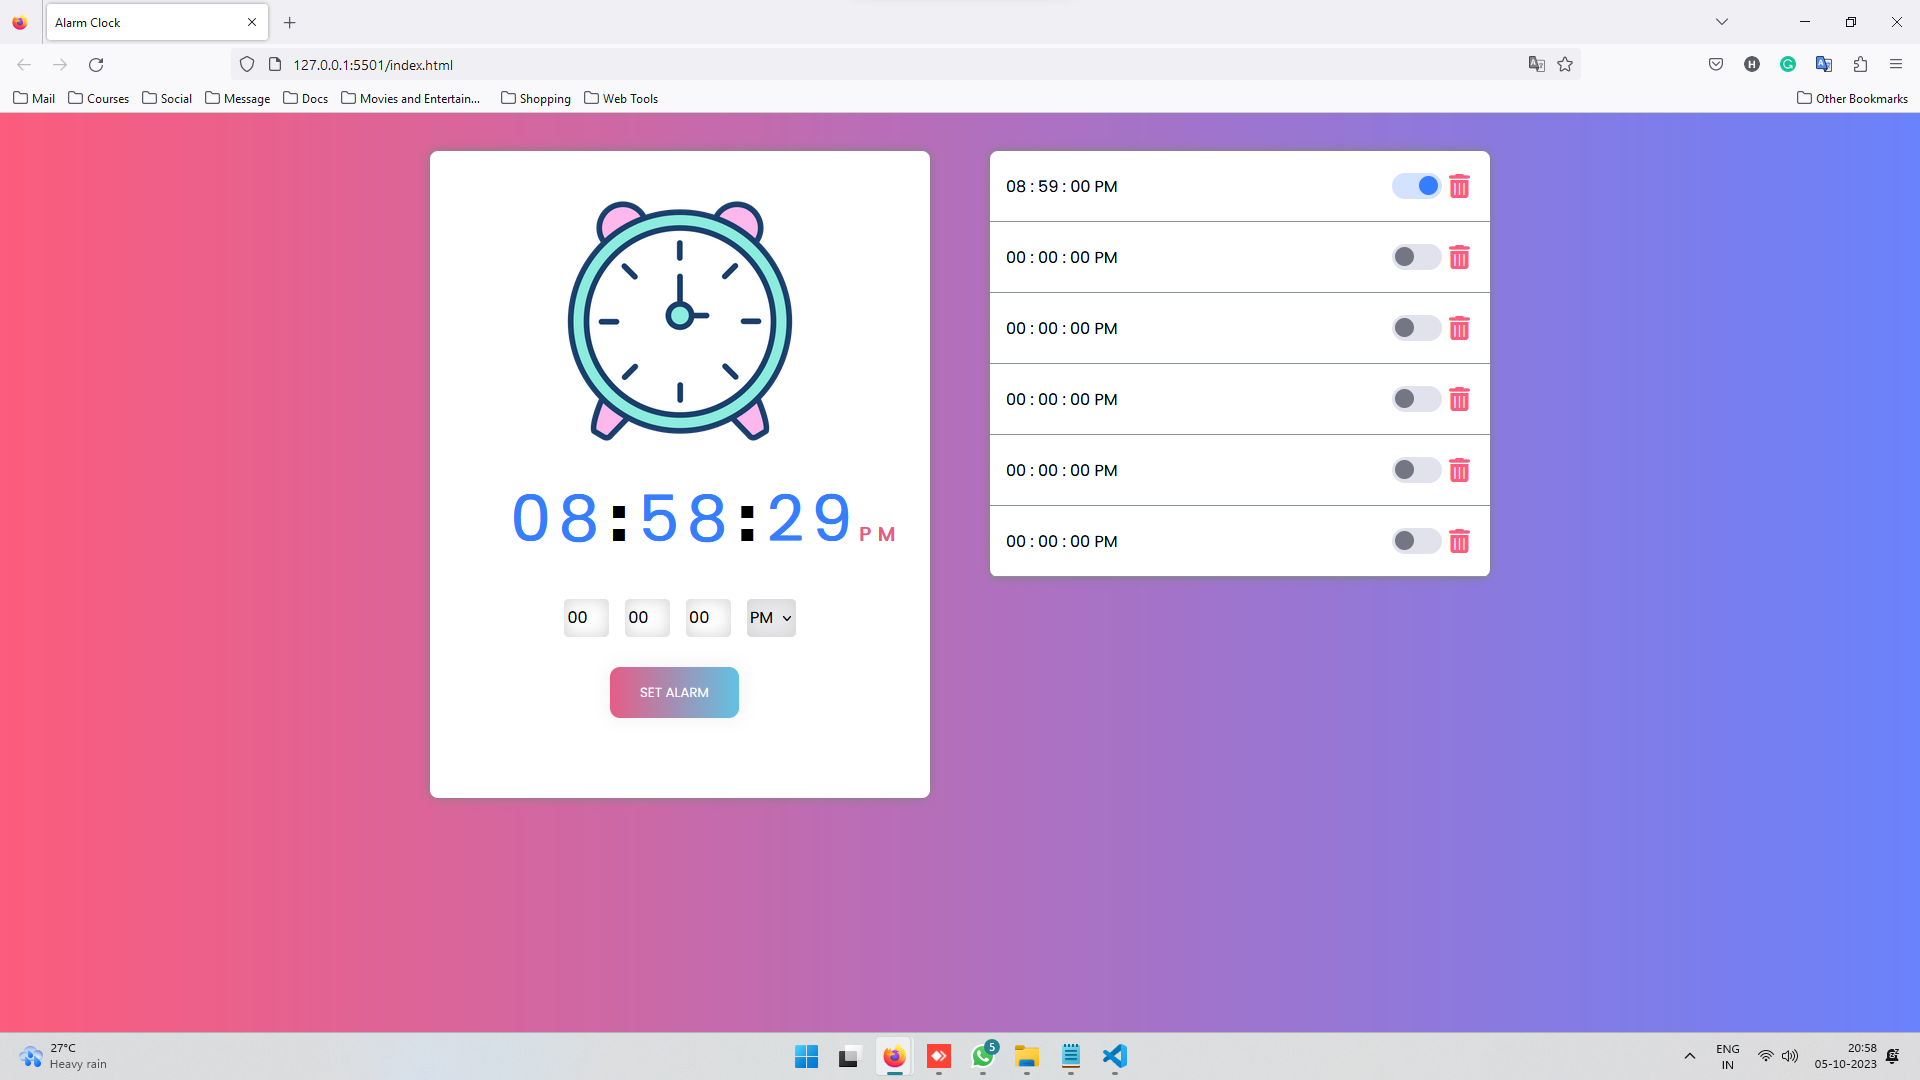 Alarm Clock
127.0.0.1:5501/index.html
H
Mail Courses Social Message Docs Movies and Entertain... Shopping Web Tools Other Bookmarks
08:58:29 PM
00 00 00 PM
SET ALARM
08 : 59 : 00 PM
00 : 00 : 00 PM
00 : 00 : 00 PM
00 : 00 : 00 PM
00 : 00 : 00 PM
00 : 00 : 00 PM
27°C
Heavy rain
5
ENG
IN
20:58
05-10-2023